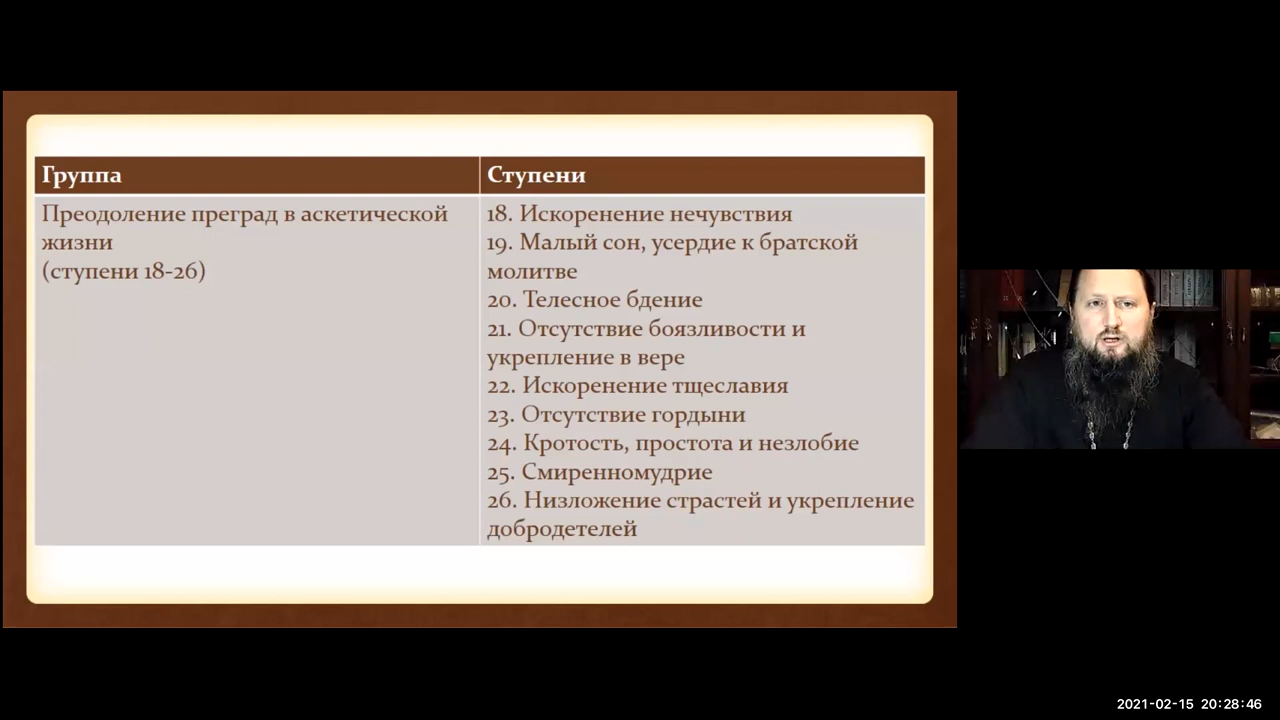 Группа
Ступени
Преодоление преград в аскетической
жизни
(ступени 18-26)
18. Искоренение нечувствия
19. Малый сон, усердие к братской
молитве
20. Телесное бдение
21. Отсутствие боязливости и
укрепление в вере
22. Искоренение тщеславия
23. Отсутствие гордыни
24. Кротость, простота и незлобие
25. Смиренномудрие
26. Низложение страстей и укрепление
добродетелей
2021-02-15 20:28:46